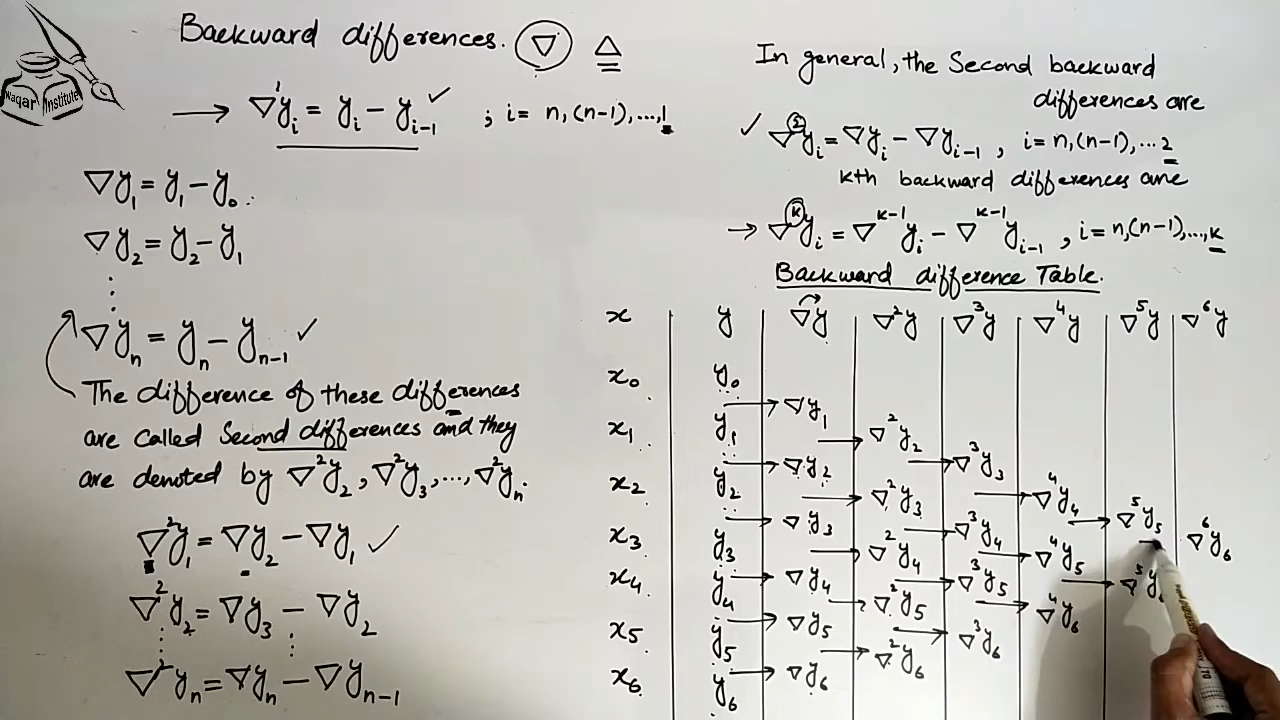 Waqar Institute
Backward differences. ∇ Δ
→ ∇¹yᵢ = yᵢ − yᵢ₋₁ ✓ ; i = n, (n−1), ..., 1
∇y₁ = y₁ − y₀
∇y₂ = y₂ − y₁
⋮
∇yₙ = yₙ − yₙ₋₁ ✓
The difference of these differences
are called Second differences and they
are denoted by ∇²y₂, ∇²y₃, ..., ∇²yₙ.
∇²y₁ = ∇y₂ − ∇y₁ ✓
∇²y₂ = ∇y₃ − ∇y₂
⋮ ⋮
∇²yₙ = ∇yₙ − ∇yₙ₋₁
In general, the Second backward
differences are
✓ ∇²yᵢ = ∇yᵢ − ∇yᵢ₋₁, i = n, (n−1), ... 2
kth backward differences are
→ ∇ᵏyᵢ = ∇ᵏ⁻¹yᵢ − ∇ᵏ⁻¹yᵢ₋₁, i = n, (n−1), ..., k
Backward difference Table.
x y ∇y ∇²y ∇³y ∇⁴y ∇⁵y ∇⁶y
x₀ y₀
→ ∇y₁
x₁ y₁ → ∇²y₂
→ ∇y₂ → ∇³y₃
x₂ y₂ → ∇²y₃ → ∇⁴y₄
→ ∇y₃ → ∇³y₄ → ∇⁵y₅
x₃ y₃ → ∇²y₄ → ∇⁴y₅ ∇⁶y₆
→ ∇y₄ → ∇³y₅ → ∇⁵y
x₄ y₄ → ∇²y₅ → ∇⁴y₆
→ ∇y₅ → ∇³y₆
x₅ y₅ → ∇²y₆
→ ∇y₆
x₆ y₆